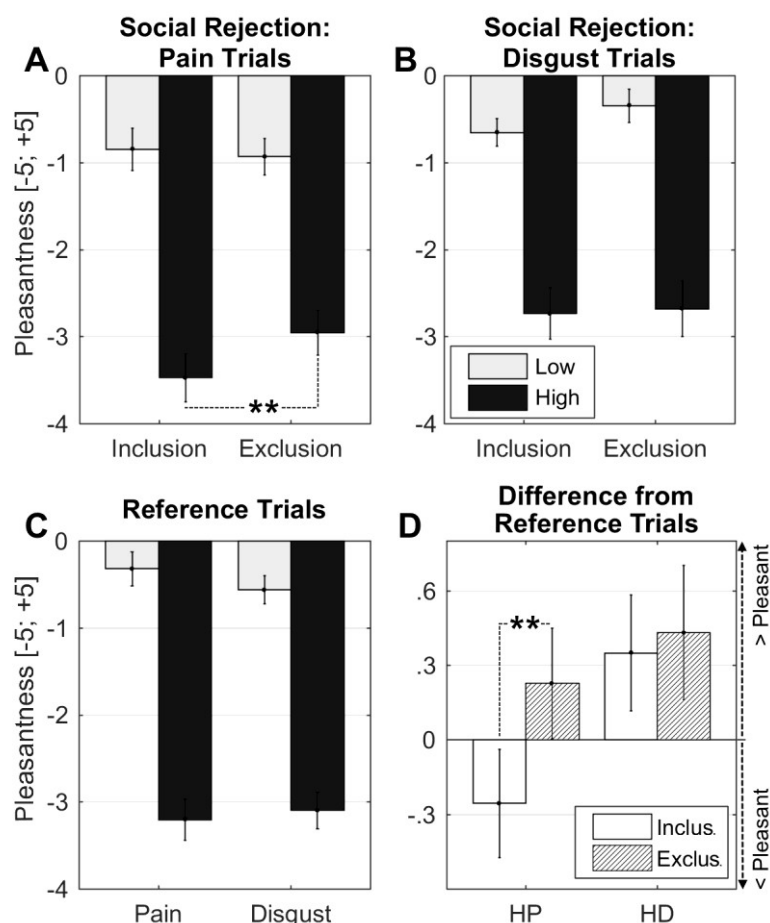 A
Social Rejection:
Pain Trials
Pleasantness [-5; +5]
0
-1
-2
-3
-4
**
Inclusion
Exclusion
B
Social Rejection:
Disgust Trials
0
-1
-2
-3
-4
Low
High
Inclusion
Exclusion
C
Reference Trials
Pleasantness [-5; +5]
0
-1
-2
-3
-4
Pain
Disgust
D
Difference from
Reference Trials
.6
.3
0
-.3
**
Inclus.
Exclus.
HP
HD
> Pleasant
< Pleasant